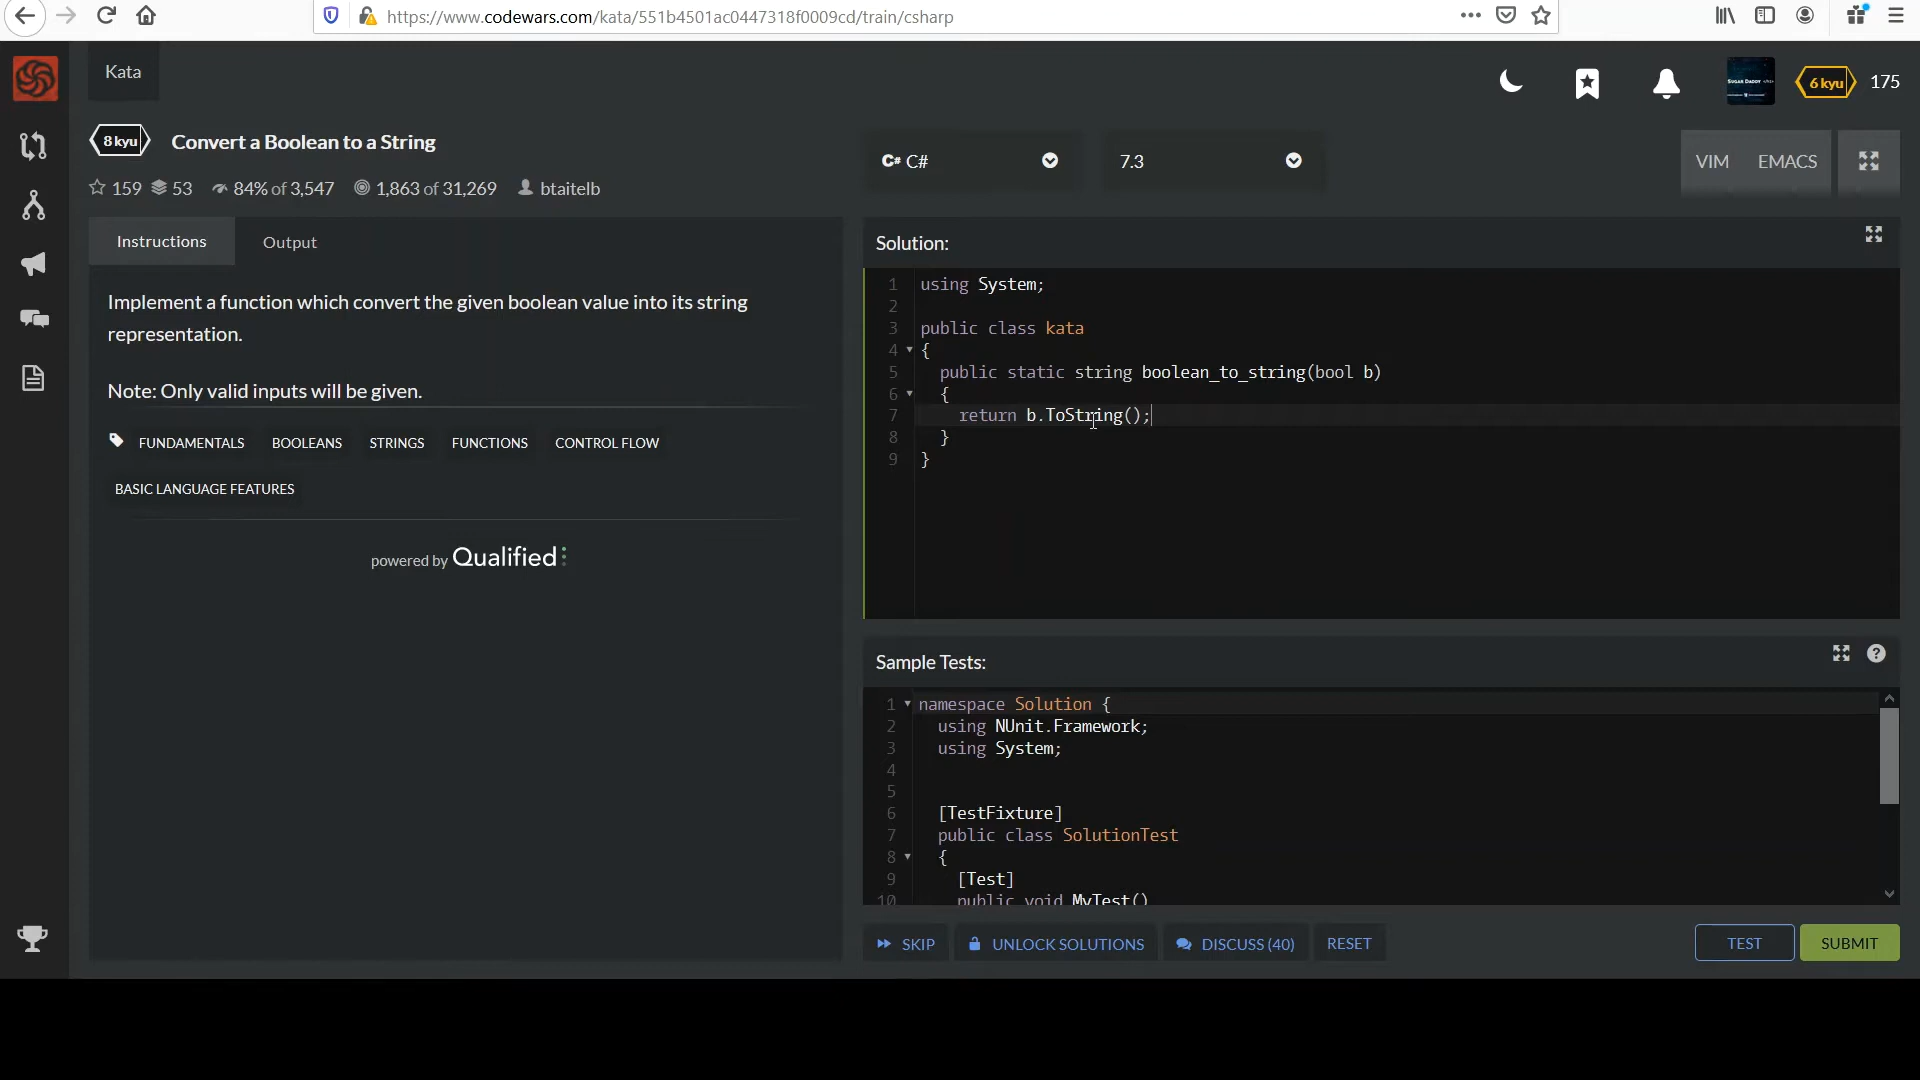 https://www.codewars.com/kata/551b4501ac0447318f0009cd/train/csharp
Kata
SUGAR DADDY
6 kyu 175
8 kyu Convert a Boolean to a String
159 53 84% of 3,547 1,863 of 31,269 btaitelb
C# C#
7.3
VIM EMACS
Instructions Output
Implement a function which convert the given boolean value into its string
representation.
Note: Only valid inputs will be given.
FUNDAMENTALS BOOLEANS STRINGS FUNCTIONS CONTROL FLOW
BASIC LANGUAGE FEATURES
powered by Qualified
Solution:
1 using System;
2
3 public class kata
4 {
5 public static string boolean_to_string(bool b)
6 {
7 return b.ToString();
8 }
9 }
Sample Tests:
1 namespace Solution {
2 using NUnit.Framework;
3 using System;
4
5
6 [TestFixture]
7 public class SolutionTest
8 {
9 [Test]
10 public void MyTest()
SKIP UNLOCK SOLUTIONS DISCUSS (40) RESET
TEST SUBMIT